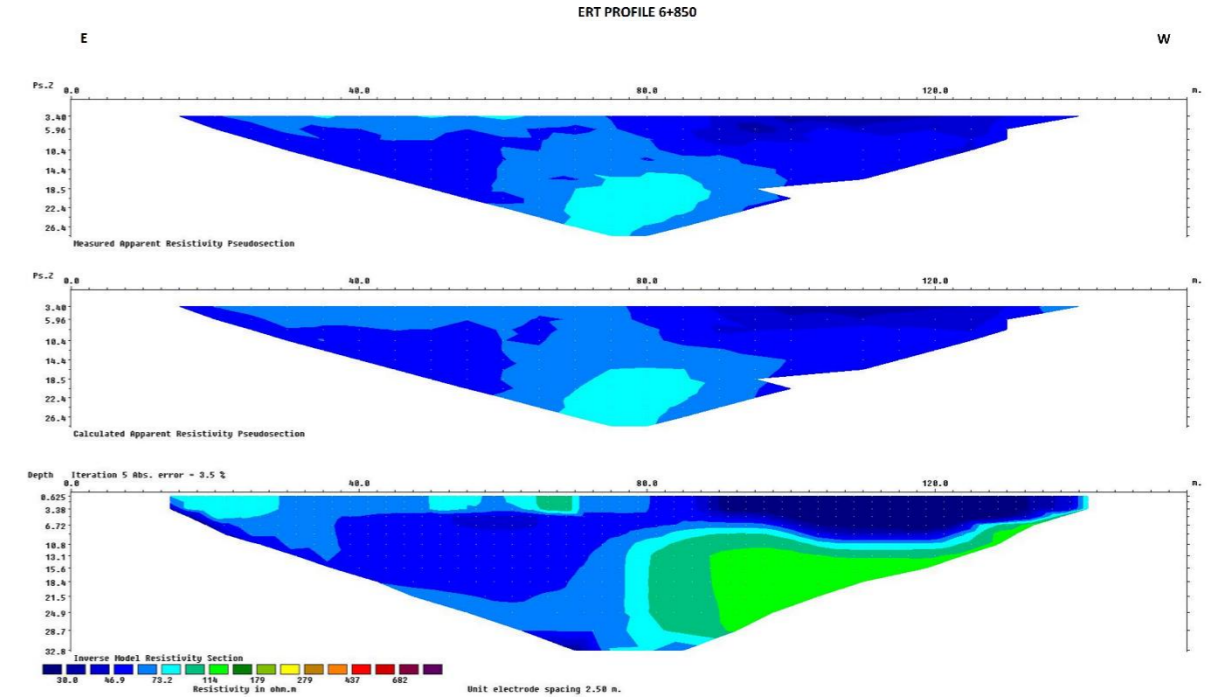 ERT PROFILE 6+850
E W
Ps.Z 0.0 40.0 80.0 120.0 m.
3.40
5.96
10.4
14.4
18.5
22.4
26.4
Measured Apparent Resistivity Pseudosection
Ps.Z 0.0 40.0 80.0 120.0 m.
3.40
5.96
10.4
14.4
18.5
22.4
26.4
Calculated Apparent Resistivity Pseudosection
Depth Iteration 5 Abs. error = 3.5 %
0.0 40.0 80.0 120.0 m.
0.625
3.38
6.72
10.8
13.1
15.6
18.4
21.5
24.9
28.7
32.8
Inverse Model Resistivity Section
30.0 46.9 73.2 114 179 279 437 682
Resistivity in ohm.m Unit electrode spacing 2.50 m.